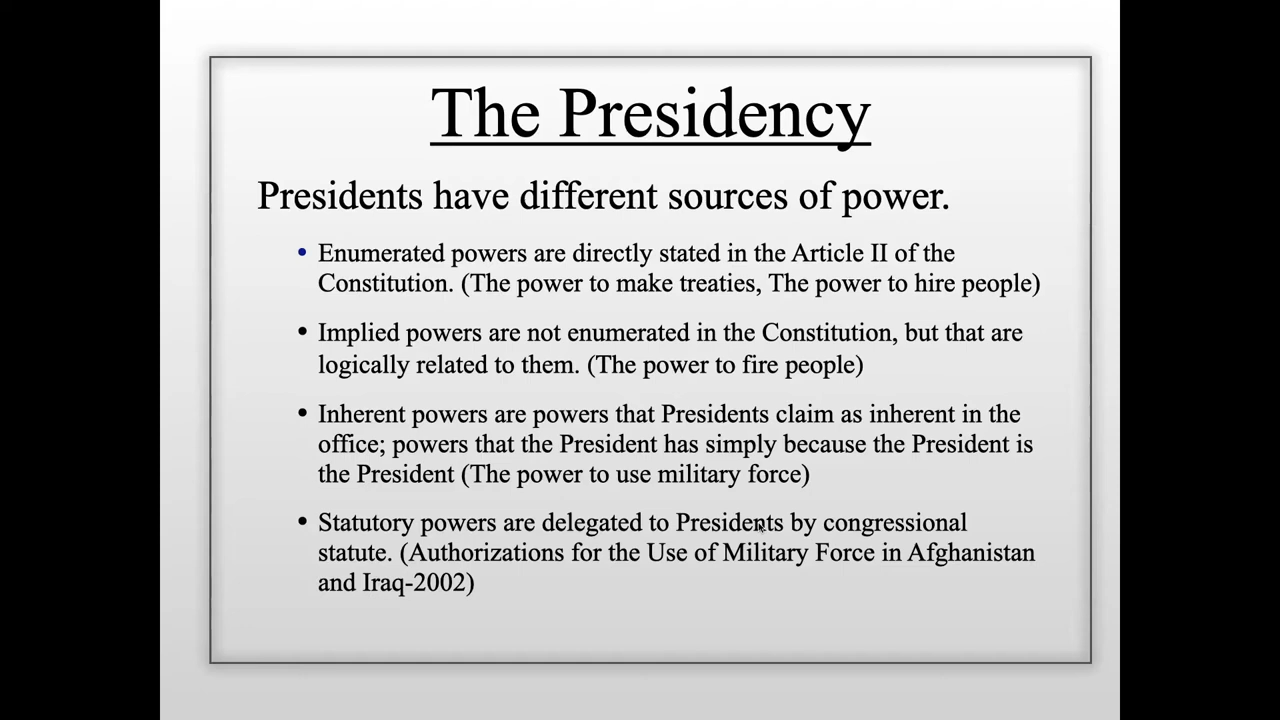 The Presidency
Presidents have different sources of power.
• Enumerated powers are directly stated in the Article II of the
Constitution. (The power to make treaties, The power to hire people)
• Implied powers are not enumerated in the Constitution, but that are
logically related to them. (The power to fire people)
• Inherent powers are powers that Presidents claim as inherent in the
office; powers that the President has simply because the President is
the President (The power to use military force)
• Statutory powers are delegated to Presidents by congressional
statute. (Authorizations for the Use of Military Force in Afghanistan
and Iraq-2002)